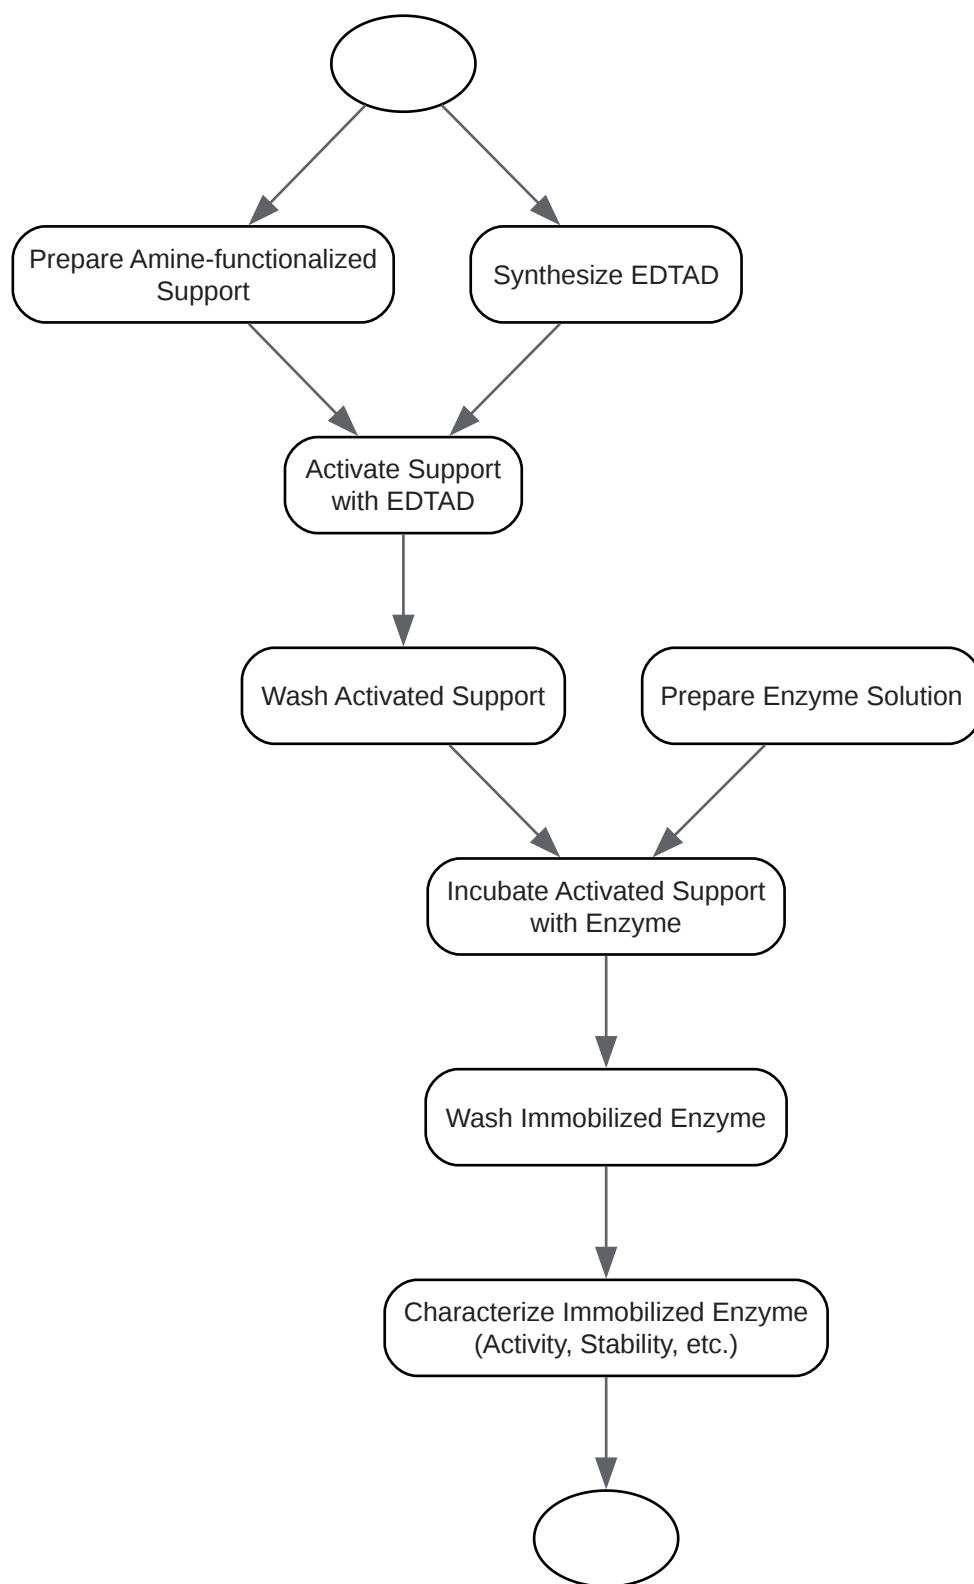 Prepare Amine-functionalized
Support
Synthesize EDTAD
Activate Support
with EDTAD
Wash Activated Support
Prepare Enzyme Solution
Incubate Activated Support
with Enzyme
Wash Immobilized Enzyme
Characterize Immobilized Enzyme
(Activity, Stability, etc.)